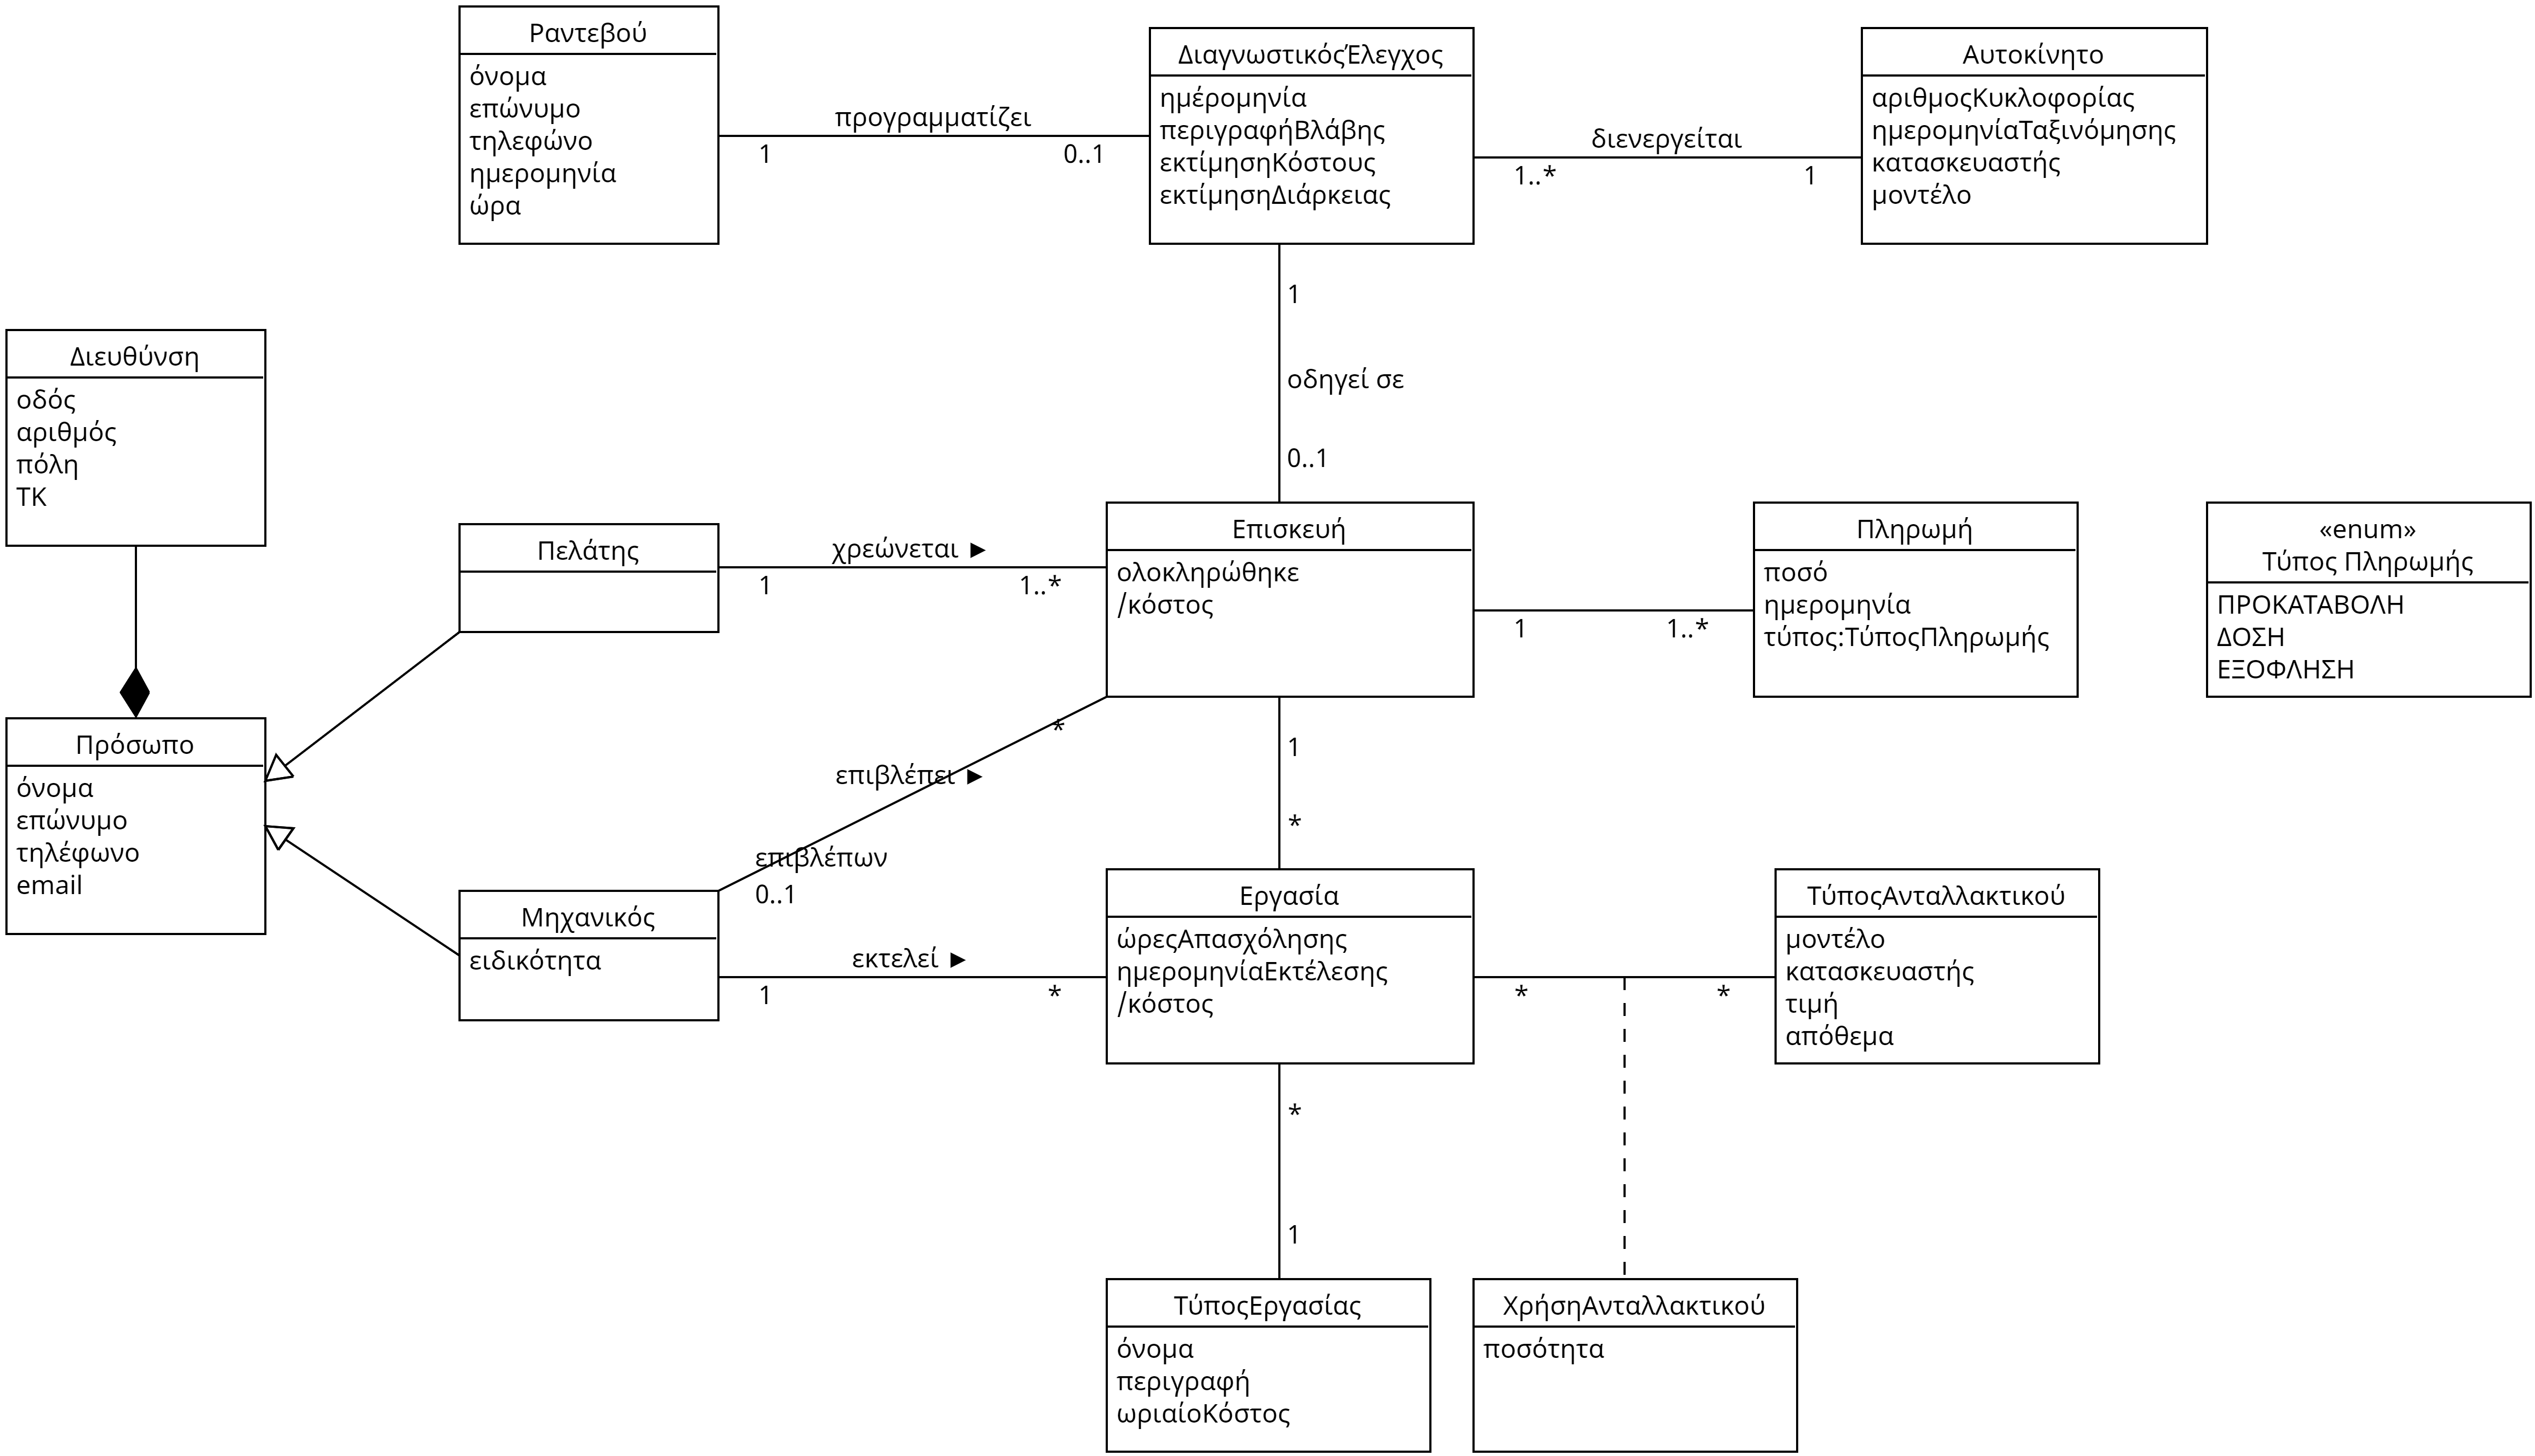 Ραντεβού
όνομα
επώνυμο
τηλεφώνο
ημερομηνία
ώρα
προγραμματίζει
1
0..1
ΔιαγνωστικόςΈλεγχος
ημέρομηνία
περιγραφήΒλάβης
εκτίμησηΚόστους
εκτίμησηΔιάρκειας
διενεργείται
1..*
1
Αυτοκίνητο
αριθμοςΚυκλοφορίας
ημερομηνίαΤαξινόμησης
κατασκευαστής
μοντέλο
1
οδηγεί σε
0..1
Διευθύνση
οδός
αριθμός
πόλη
ΤΚ
Πελάτης
χρεώνεται ►
1
1..*
Επισκευή
ολοκληρώθηκε
/κόστος
1
1..*
Πληρωμή
ποσό
ημερομηνία
τύπος:ΤύποςΠληρωμής
«enum»
Τύπος Πληρωμής
ΠΡΟΚΑΤΑΒΟΛΗ
ΔΟΣΗ
ΕΞΟΦΛΗΣΗ
Πρόσωπο
όνομα
επώνυμο
τηλέφωνο
email
*
επιβλέπει ►
επιβλέπων
0..1
1
*
Μηχανικός
ειδικότητα
εκτελεί ►
1
*
Εργασία
ώρεςΑπασχόλησης
ημερομηνίαΕκτέλεσης
/κόστος
*
*
ΤύποςΑνταλλακτικού
μοντέλο
κατασκευαστής
τιμή
απόθεμα
*
1
ΤύποςΕργασίας
όνομα
περιγραφή
ωριαίοΚόστος
ΧρήσηΑνταλλακτικού
ποσότητα